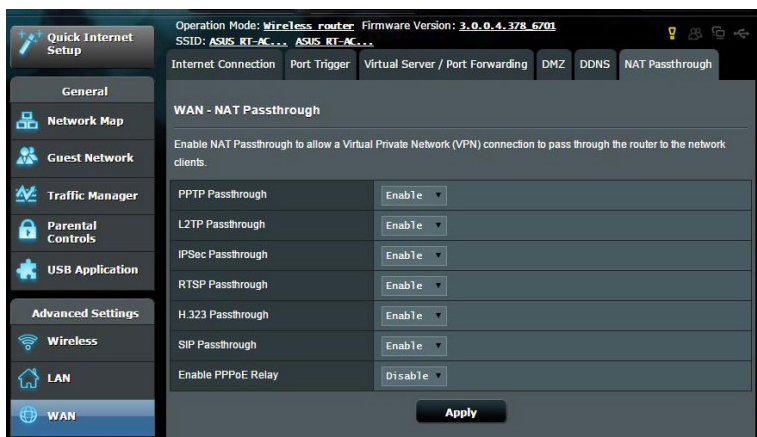 Operation Mode: Wireless router Firmware Version: 3.0.0.4.378_6701
SSID: ASUS RT-AC... ASUS RT-AC...
Quick Internet
Setup
Internet Connection Port Trigger Virtual Server / Port Forwarding DMZ DDNS NAT Passthrough
General
Network Map
Guest Network
Traffic Manager
Parental
Controls
USB Application
Advanced Settings
Wireless
LAN
WAN
WAN - NAT Passthrough
Enable NAT Passthrough to allow a Virtual Private Network (VPN) connection to pass through the router to the network
clients.
PPTP Passthrough Enable
L2TP Passthrough Enable
IPSec Passthrough Enable
RTSP Passthrough Enable
H.323 Passthrough Enable
SIP Passthrough Enable
Enable PPPoE Relay Disable
Apply